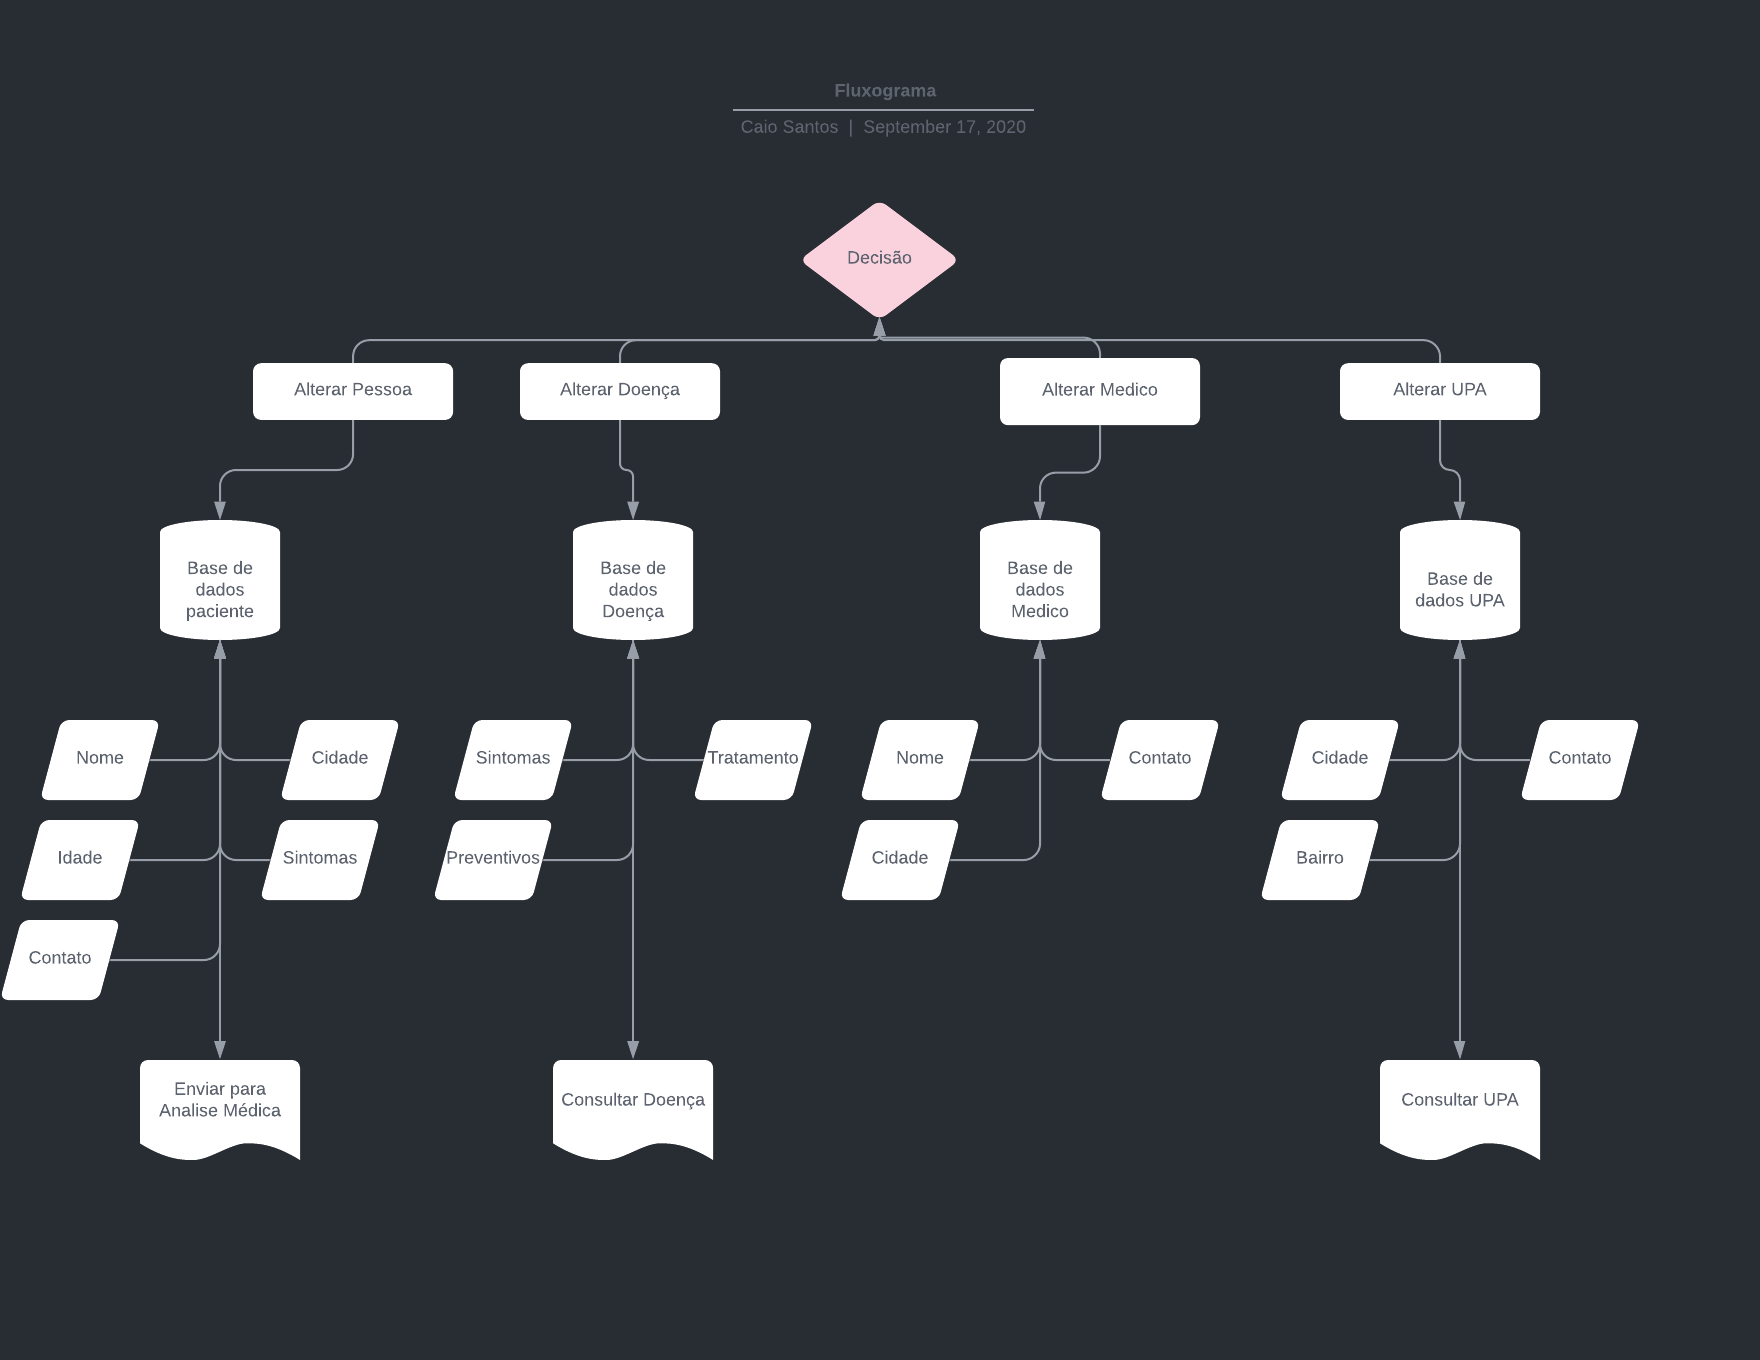 Fluxograma
Caio Santos | September 17, 2020
Decisão
Alterar Pessoa
Alterar Doença
Alterar Medico
Alterar UPA
Base de
dados
paciente
Base de
dados
Doença
Base de
dados
Medico
Base de
dados UPA
Nome
Cidade
Sintomas
Tratamento
Nome
Contato
Cidade
Contato
Idade
Sintomas
Preventivos
Cidade
Bairro
Contato
Enviar para
Analise Médica
Consultar Doença
Consultar UPA